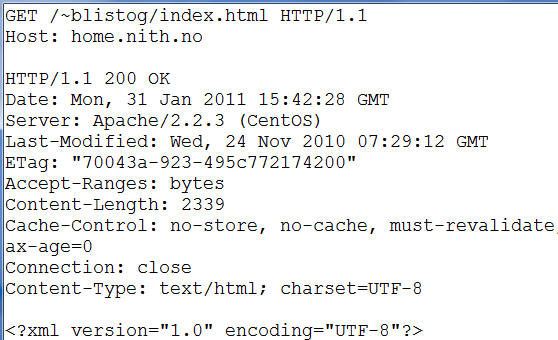 GET /~blistog/index.html HTTP/1.1
Host: home.nith.no

HTTP/1.1 200 OK
Date: Mon, 31 Jan 2011 15:42:28 GMT
Server: Apache/2.2.3 (CentOS)
Last-Modified: Wed, 24 Nov 2010 07:29:12 GMT
ETag: "70043a-923-495c772174200"
Accept-Ranges: bytes
Content-Length: 2339
Cache-Control: no-store, no-cache, must-revalidate,
ax-age=0
Connection: close
Content-Type: text/html; charset=UTF-8

<?xml version="1.0" encoding="UTF-8"?>